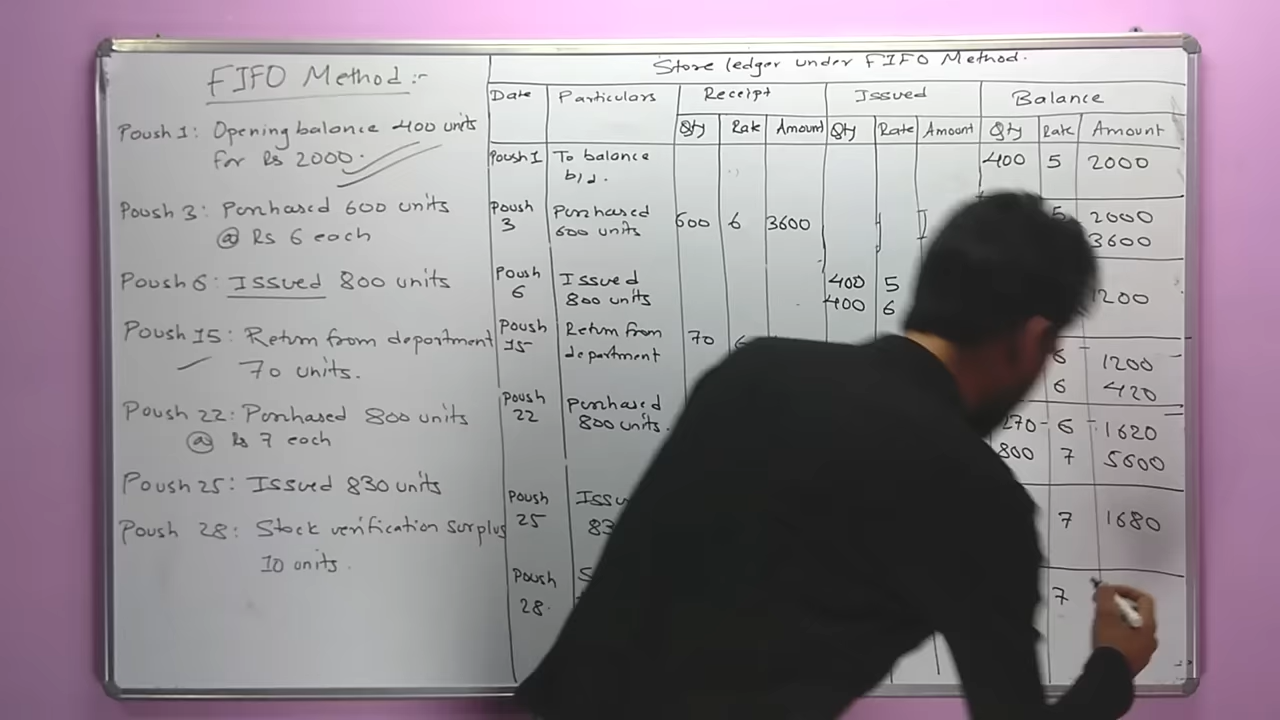 FIFO Method :-
Poush 1: Opening balance 400 units
for Rs 2000.
Poush 3: Purchased 600 units
@ Rs 6 each
Poush 6: Issued 800 units
Poush 15: Return from department
70 units.
Poush 22: Purchased 800 units
@ Rs 7 each
Poush 25: Issued 830 units
Poush 28: Stock verification surplus
10 units.
Store ledger under FIFO Method.
Date Particulars Receipt Issued Balance
Qty Rate Amount Qty Rate Amount Qty Rate Amount
Poush 1 To balance 400 5 2000
b/d.
Poush Purchased 5 2000
3 600 units 600 6 3600 3600
Poush Issued 400 5
6 800 units 400 6 1200
Poush Return from 70 6 1200
15 department 6 420
Poush Purchased 270 6 1620
22 800 units. 800 7 5600
Poush
25 7 1680
Poush
28. 7